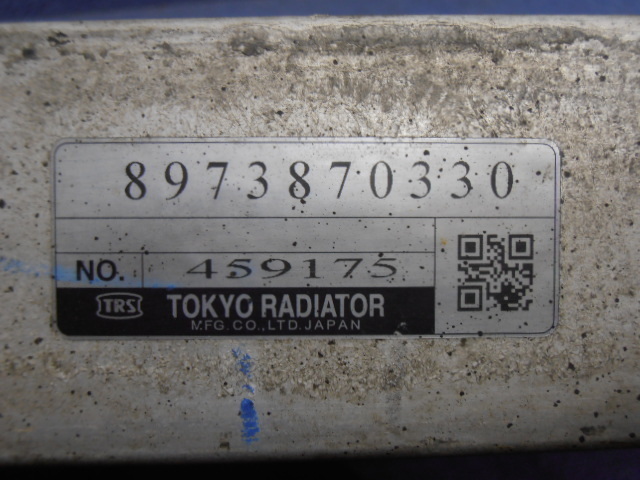 8973870330
NO. 459175
TRS TOKYO RADIATOR
MFG.CO.,LTD.JAPAN